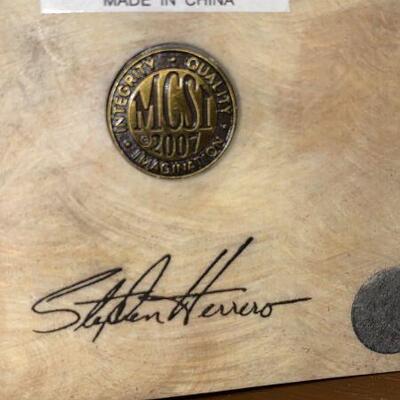 MADE IN CHINA
INTEGRITY • QUALITY • IMAGINATION •
MCSI
©2007
Stephen Herrero